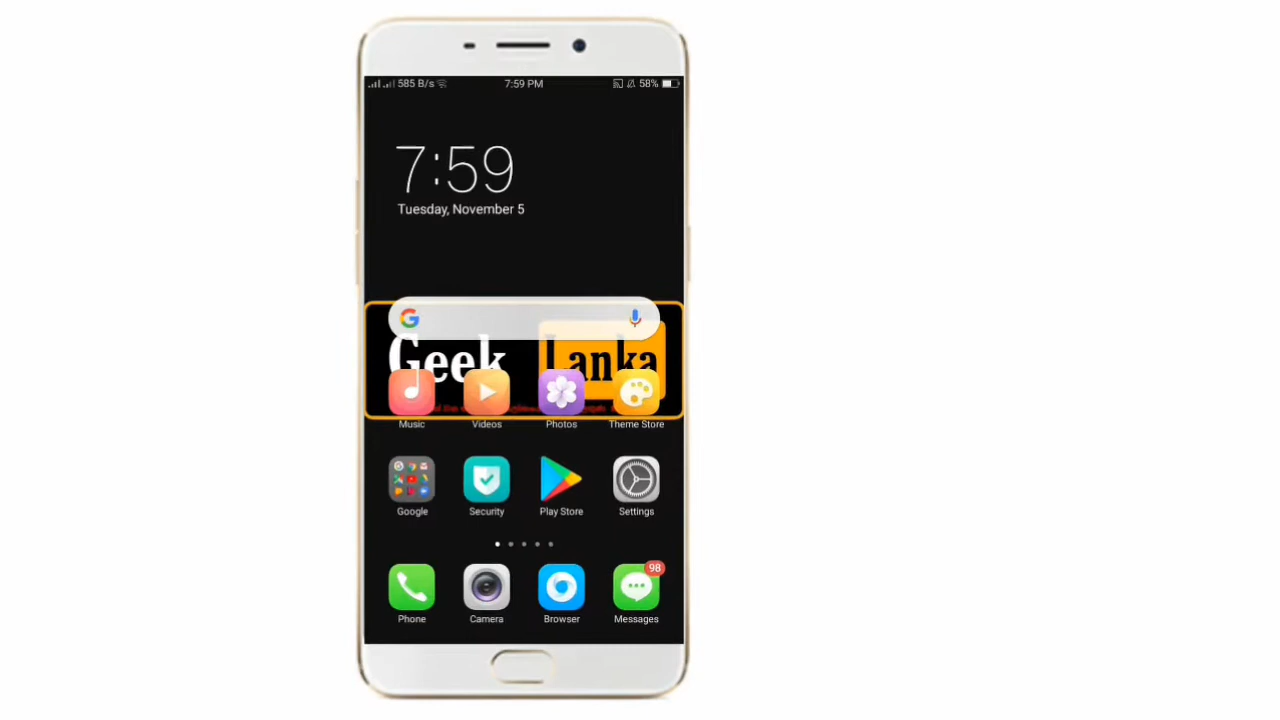 585 B/s 7:59 PM 58%
7:59
Tuesday, November 5
Geek Lanka
Music Videos Photos Theme Store
Google Security Play Store Settings
98
Phone Camera Browser Messages